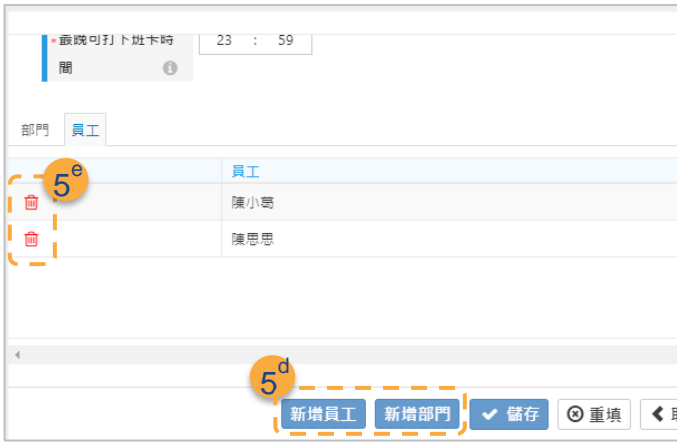 *最晚可打下班卡時
間
23 : 59
部門 員工
5e
員工
陳小葛
陳思思
5d
新增員工 新增部門 儲存 重填